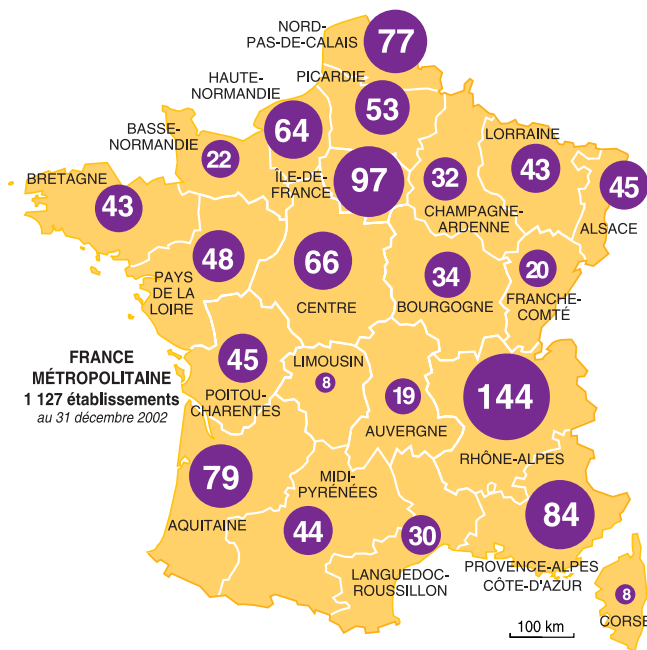 NORD-
PAS-DE-CALAIS
77
HAUTE-
NORMANDIE
64
PICARDIE
53
BASSE-
NORMANDIE
22
LORRAINE
43
BRETAGNE
43
ÎLE-DE-
FRANCE
97
32
CHAMPAGNE-
ARDENNE
45
ALSACE
48
PAYS
DE LA
LOIRE
66
CENTRE
34
BOURGOGNE
20
FRANCHE-
COMTÉ
FRANCE
MÉTROPOLITAINE
1 127 établissements
au 31 décembre 2002
45
POITOU-
CHARENTES
LIMOUSIN
8
19
AUVERGNE
144
RHÔNE-ALPES
79
AQUITAINE
MIDI-
PYRÉNÉES
44
30
LANGUEDOC-
ROUSSILLON
84
PROVENCE-ALPES
CÔTE-D'AZUR
8
CORSE
100 km